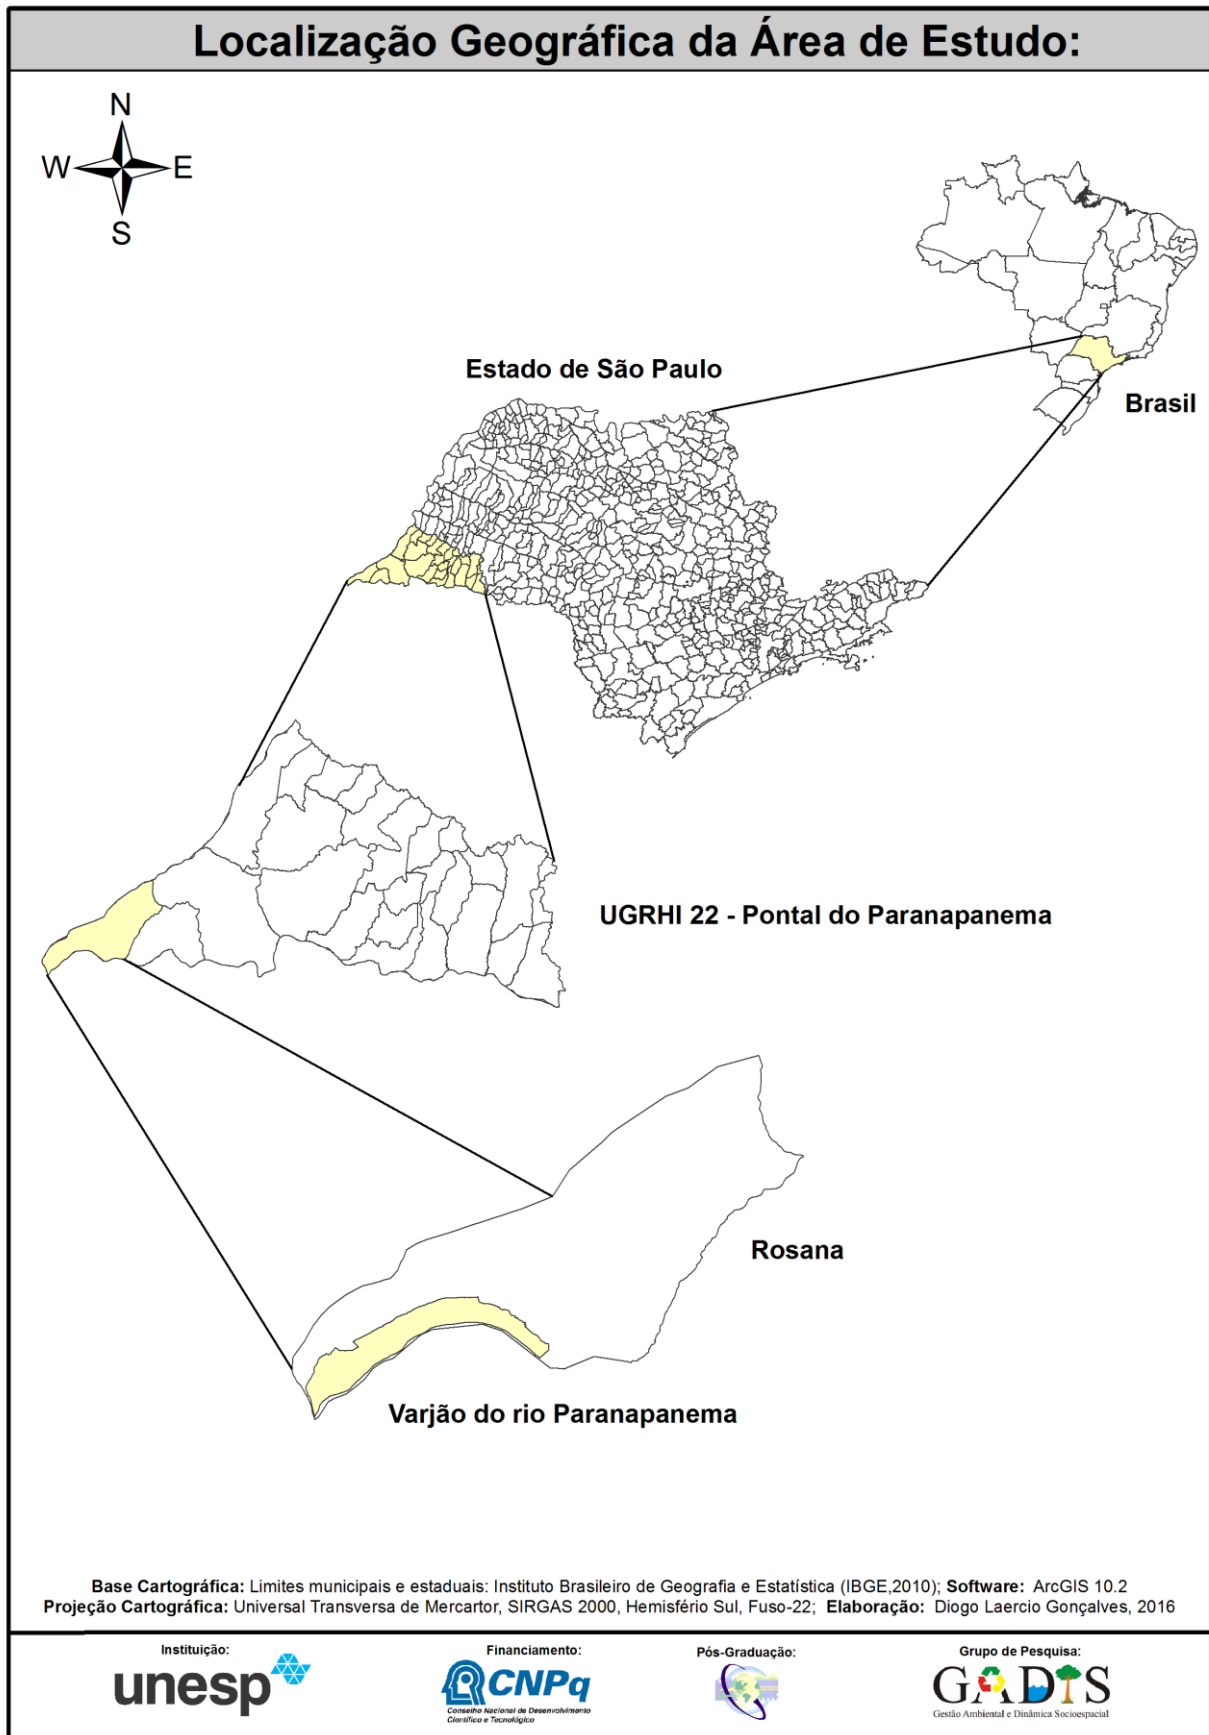 Localização Geográfica da Área de Estudo:
N
W E
S
Estado de São Paulo
Brasil
UGRHI 22 - Pontal do Paranapanema
Rosana
Varjão do rio Paranapanema
Base Cartográfica: Limites municipais e estaduais: Instituto Brasileiro de Geografia e Estatística (IBGE,2010); Software: ArcGIS 10.2
Projeção Cartográfica: Universal Transversa de Mercartor, SIRGAS 2000, Hemisfério Sul, Fuso-22; Elaboração: Diogo Laercio Gonçalves, 2016
Instituição:
unesp
Financiamento:
CNPq
Conselho Nacional de Desenvolvimento
Científico e Tecnológico
Pós-Graduação:
Grupo de Pesquisa:
GADIS
Gestão Ambiental e Dinâmica Socioespacial